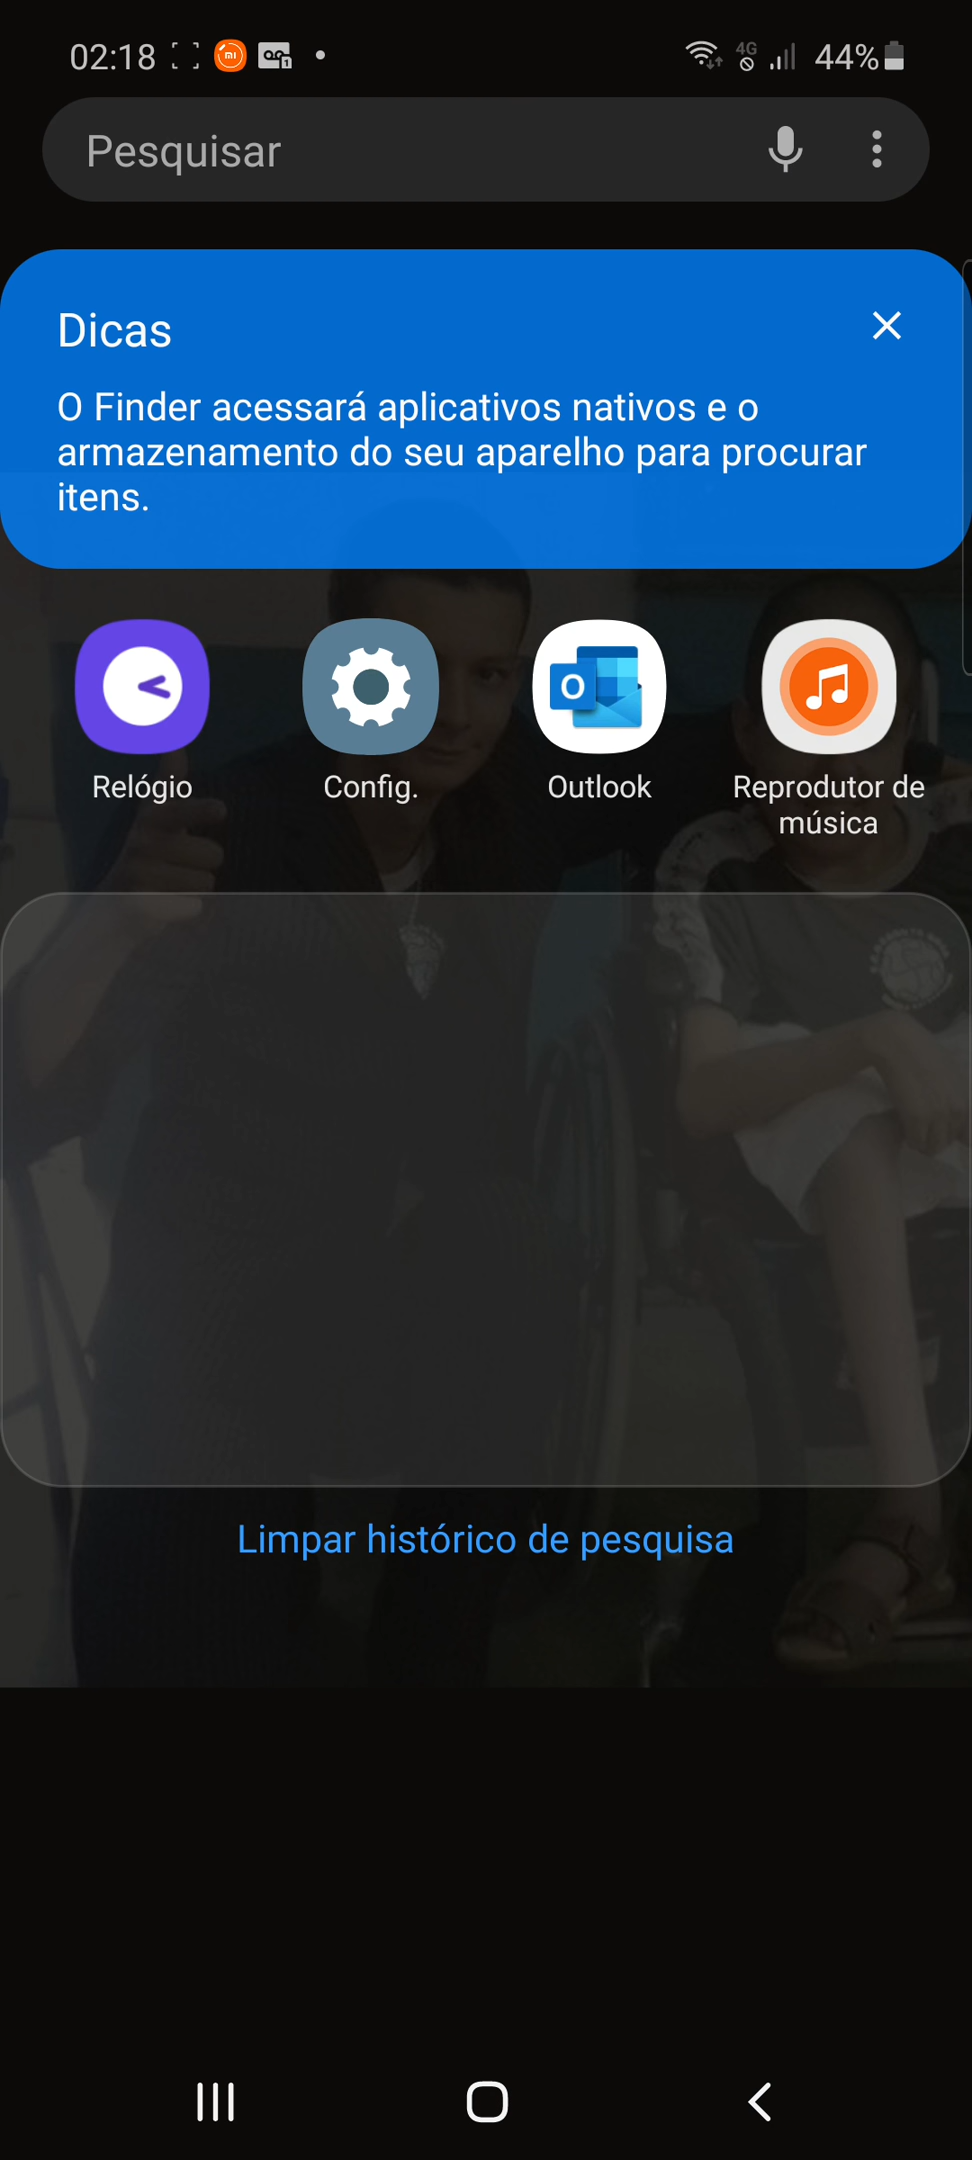 02:18
4G
44%
Pesquisar
Dicas
O Finder acessará aplicativos nativos e o
armazenamento do seu aparelho para procurar
itens.
Relógio
Config.
Outlook
Reprodutor de
música
Limpar histórico de pesquisa